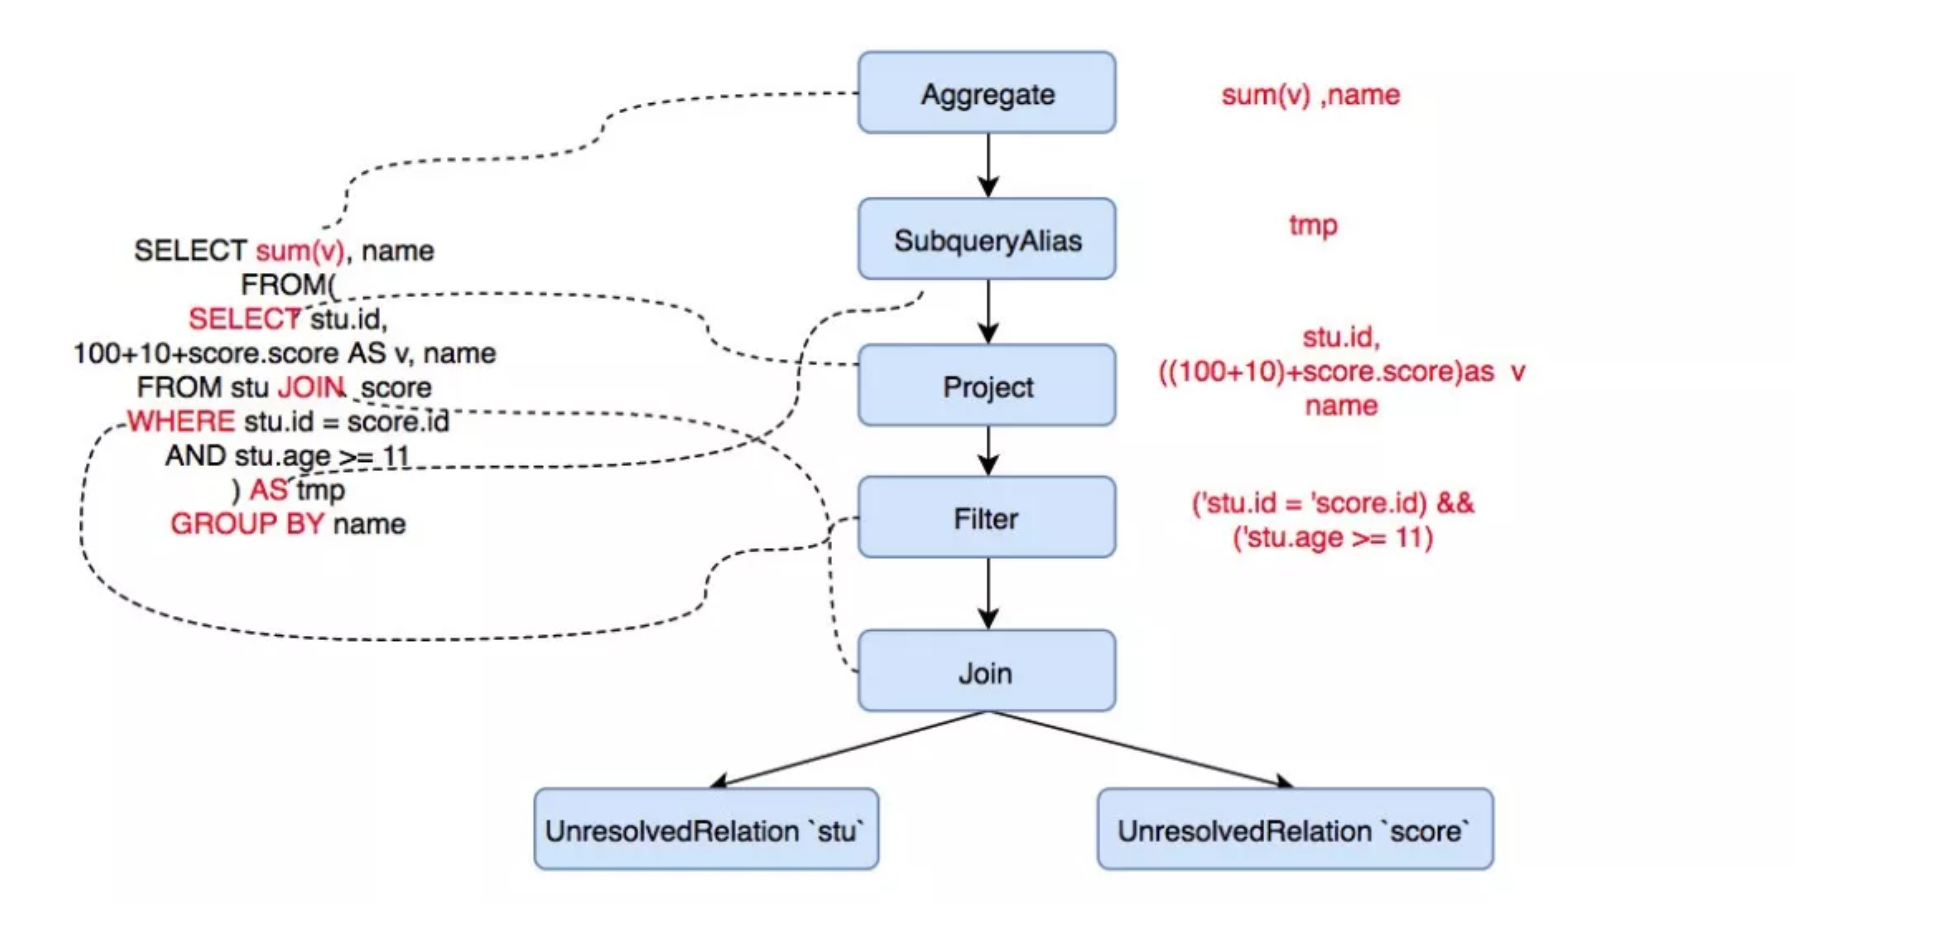 Aggregate
sum(v) ,name
SubqueryAlias
tmp
SELECT sum(v), name
FROM(
SELECT stu.id,
100+10+score.score AS v, name
FROM stu JOIN score
WHERE stu.id = score.id
AND stu.age >= 11
) AS tmp
GROUP BY name
Project
stu.id,
((100+10)+score.score)as v
name
Filter
('stu.id = 'score.id) &&
('stu.age >= 11)
Join
UnresolvedRelation `stu`
UnresolvedRelation `score`